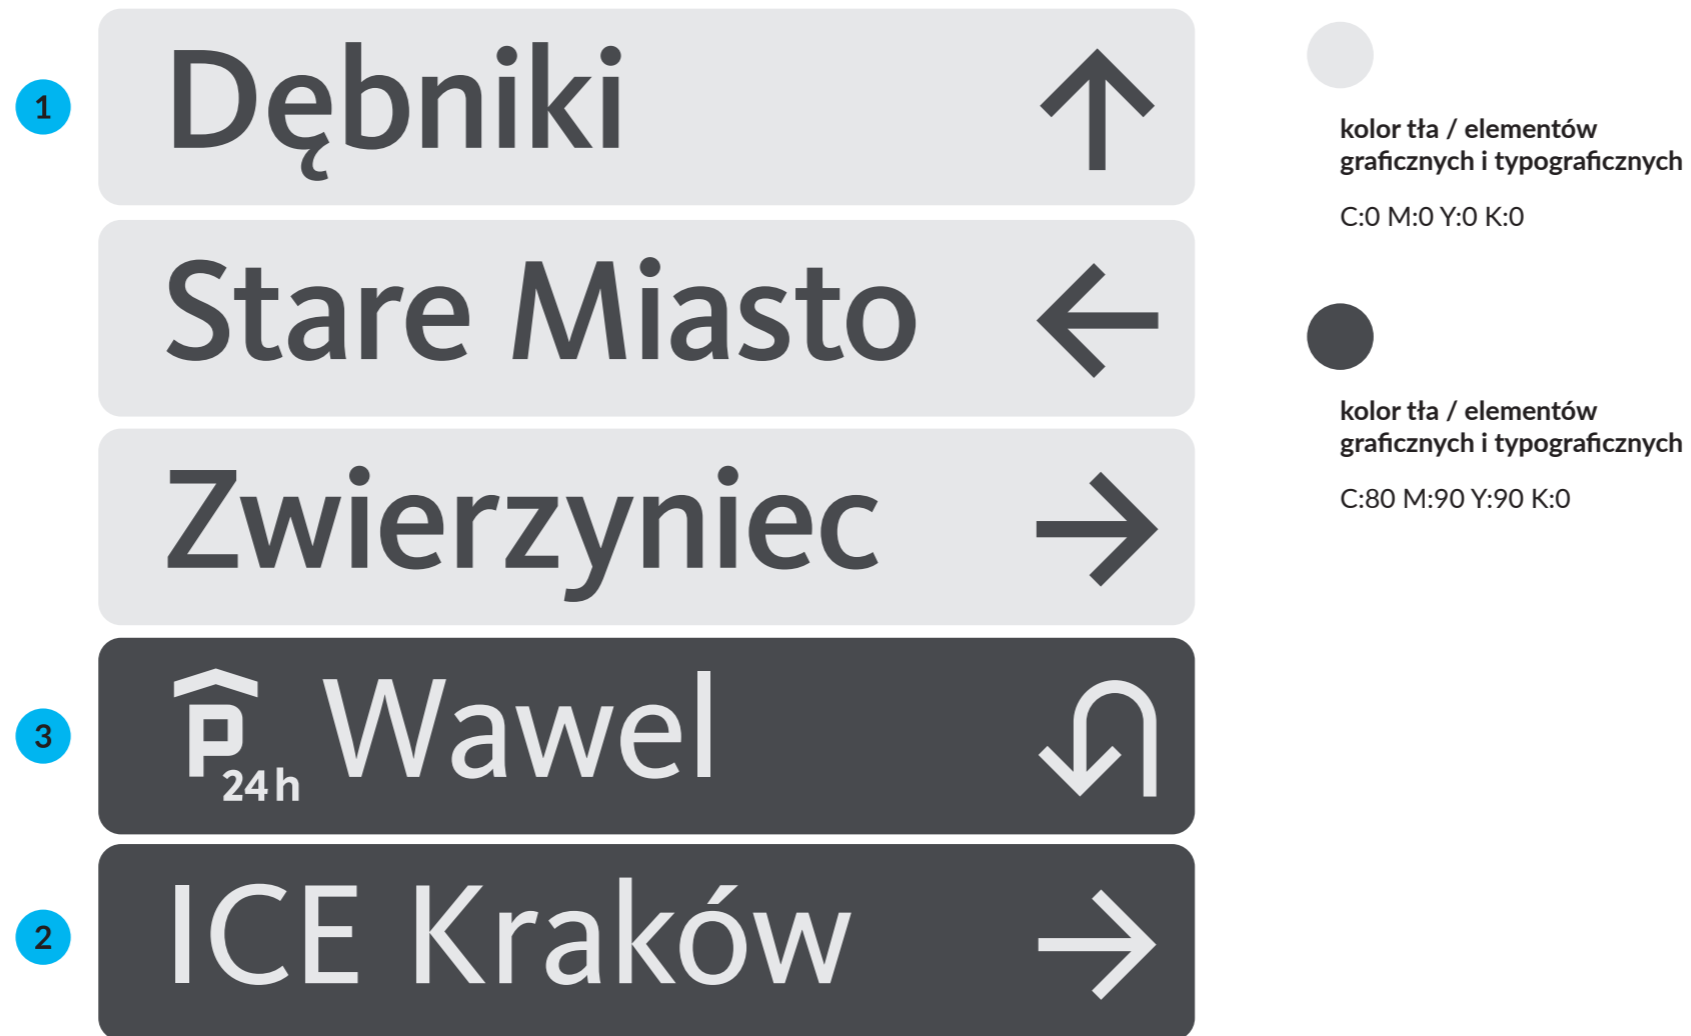 1
Dębniki
Stare Miasto
Zwierzyniec
3
P 24 h Wawel
2
ICE Kraków
kolor tła / elementów
graficznych i typograficznych
C:0 M:0 Y:0 K:0
kolor tła / elementów
graficznych i typograficznych
C:80 M:90 Y:90 K:0